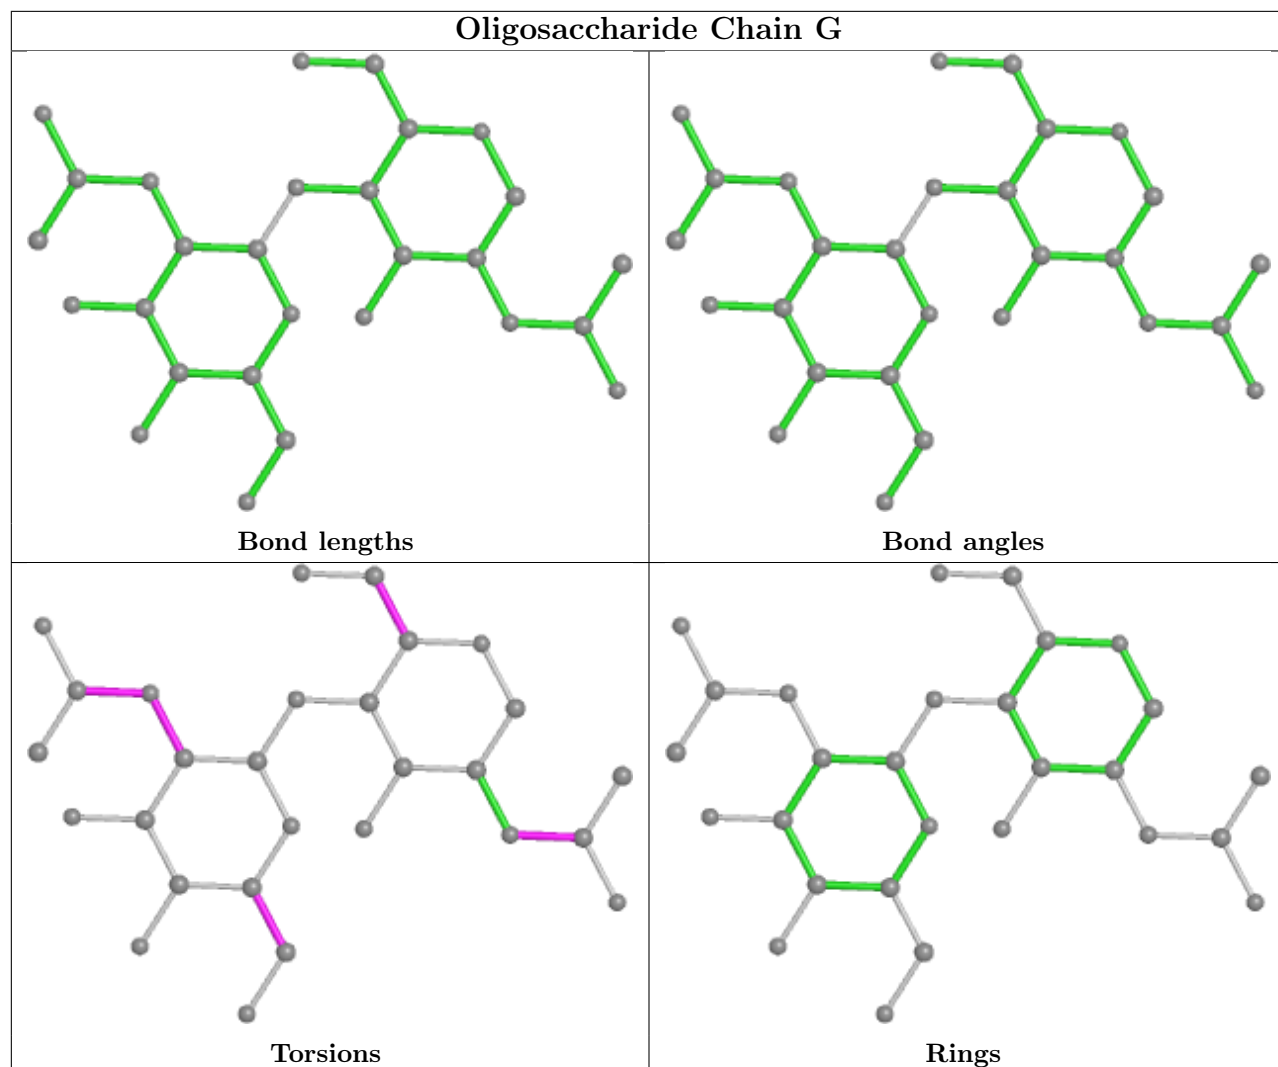 Oligosaccharide Chain G
Bond lengths
Bond angles
Torsions
Rings